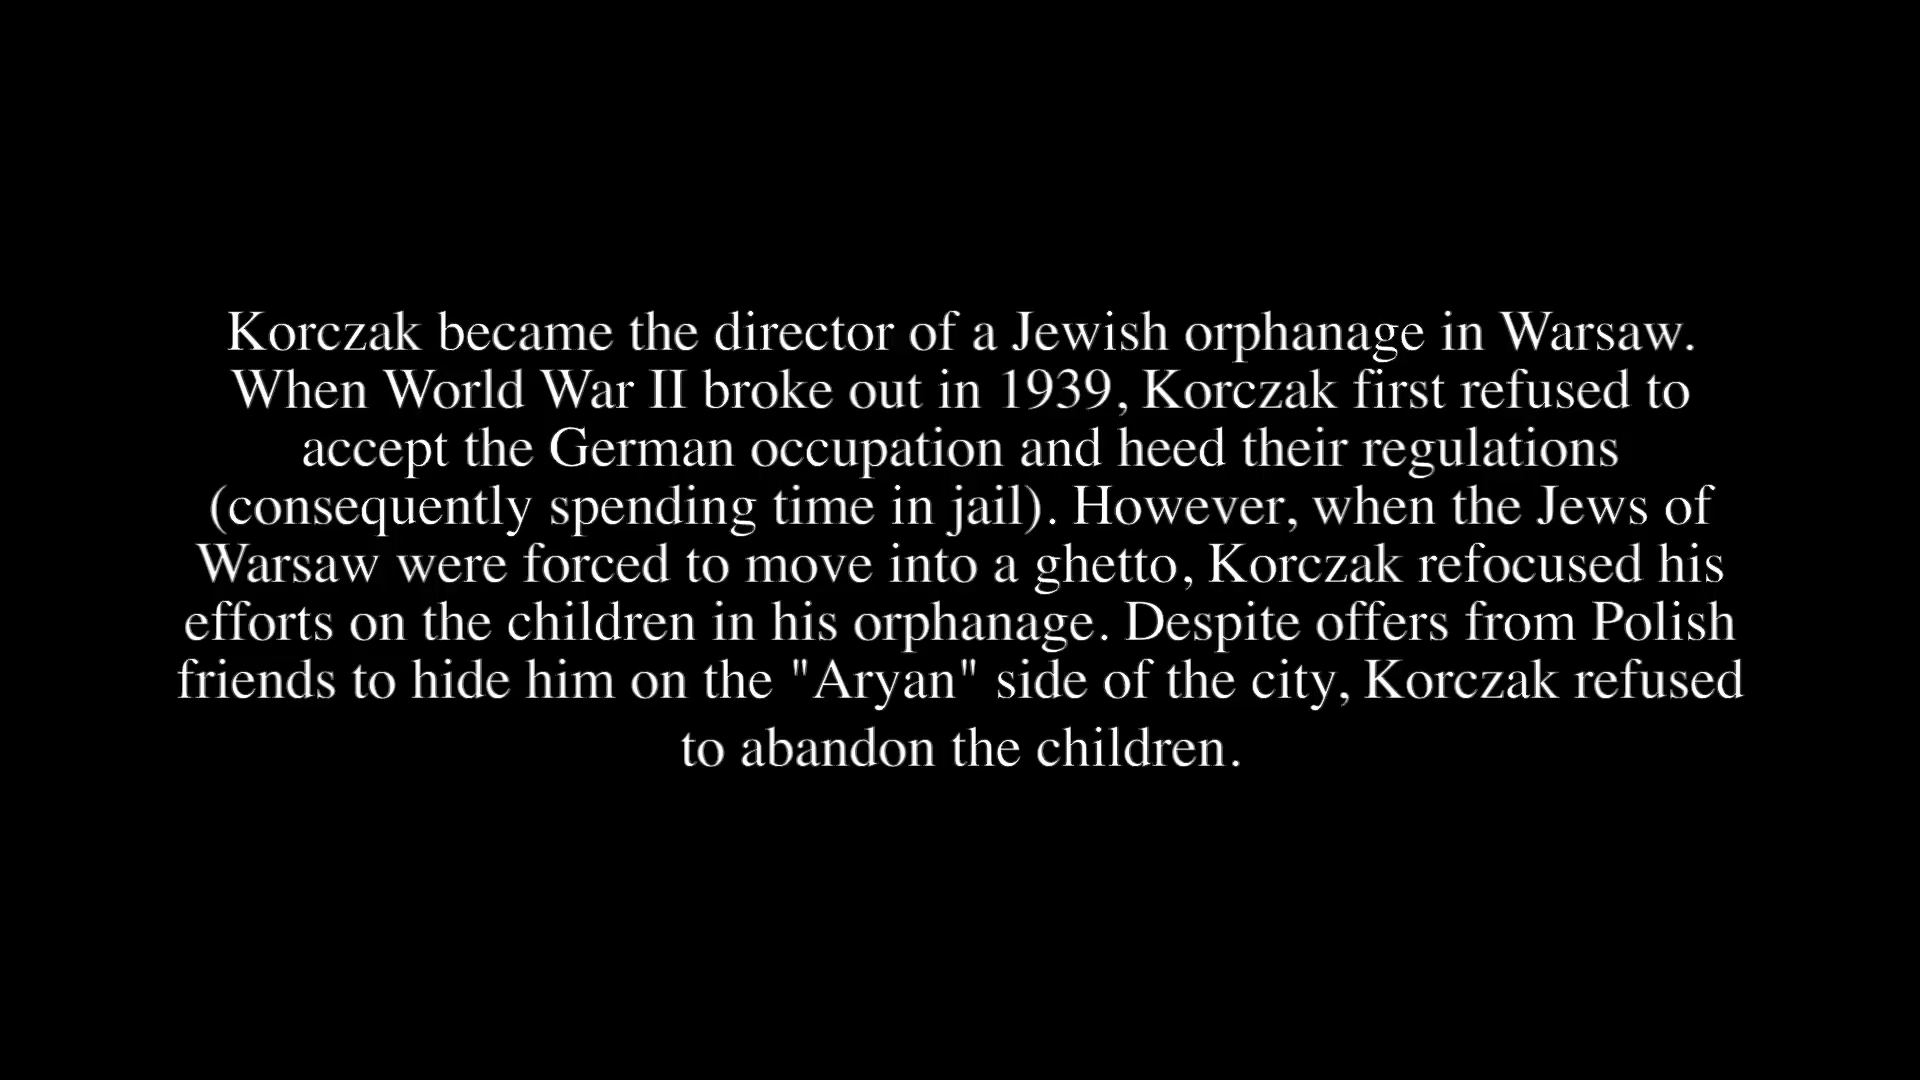 Korczak became the director of a Jewish orphanage in Warsaw.
When World War II broke out in 1939, Korczak first refused to
accept the German occupation and heed their regulations
(consequently spending time in jail). However, when the Jews of
Warsaw were forced to move into a ghetto, Korczak refocused his
efforts on the children in his orphanage. Despite offers from Polish
friends to hide him on the "Aryan" side of the city, Korczak refused
to abandon the children.